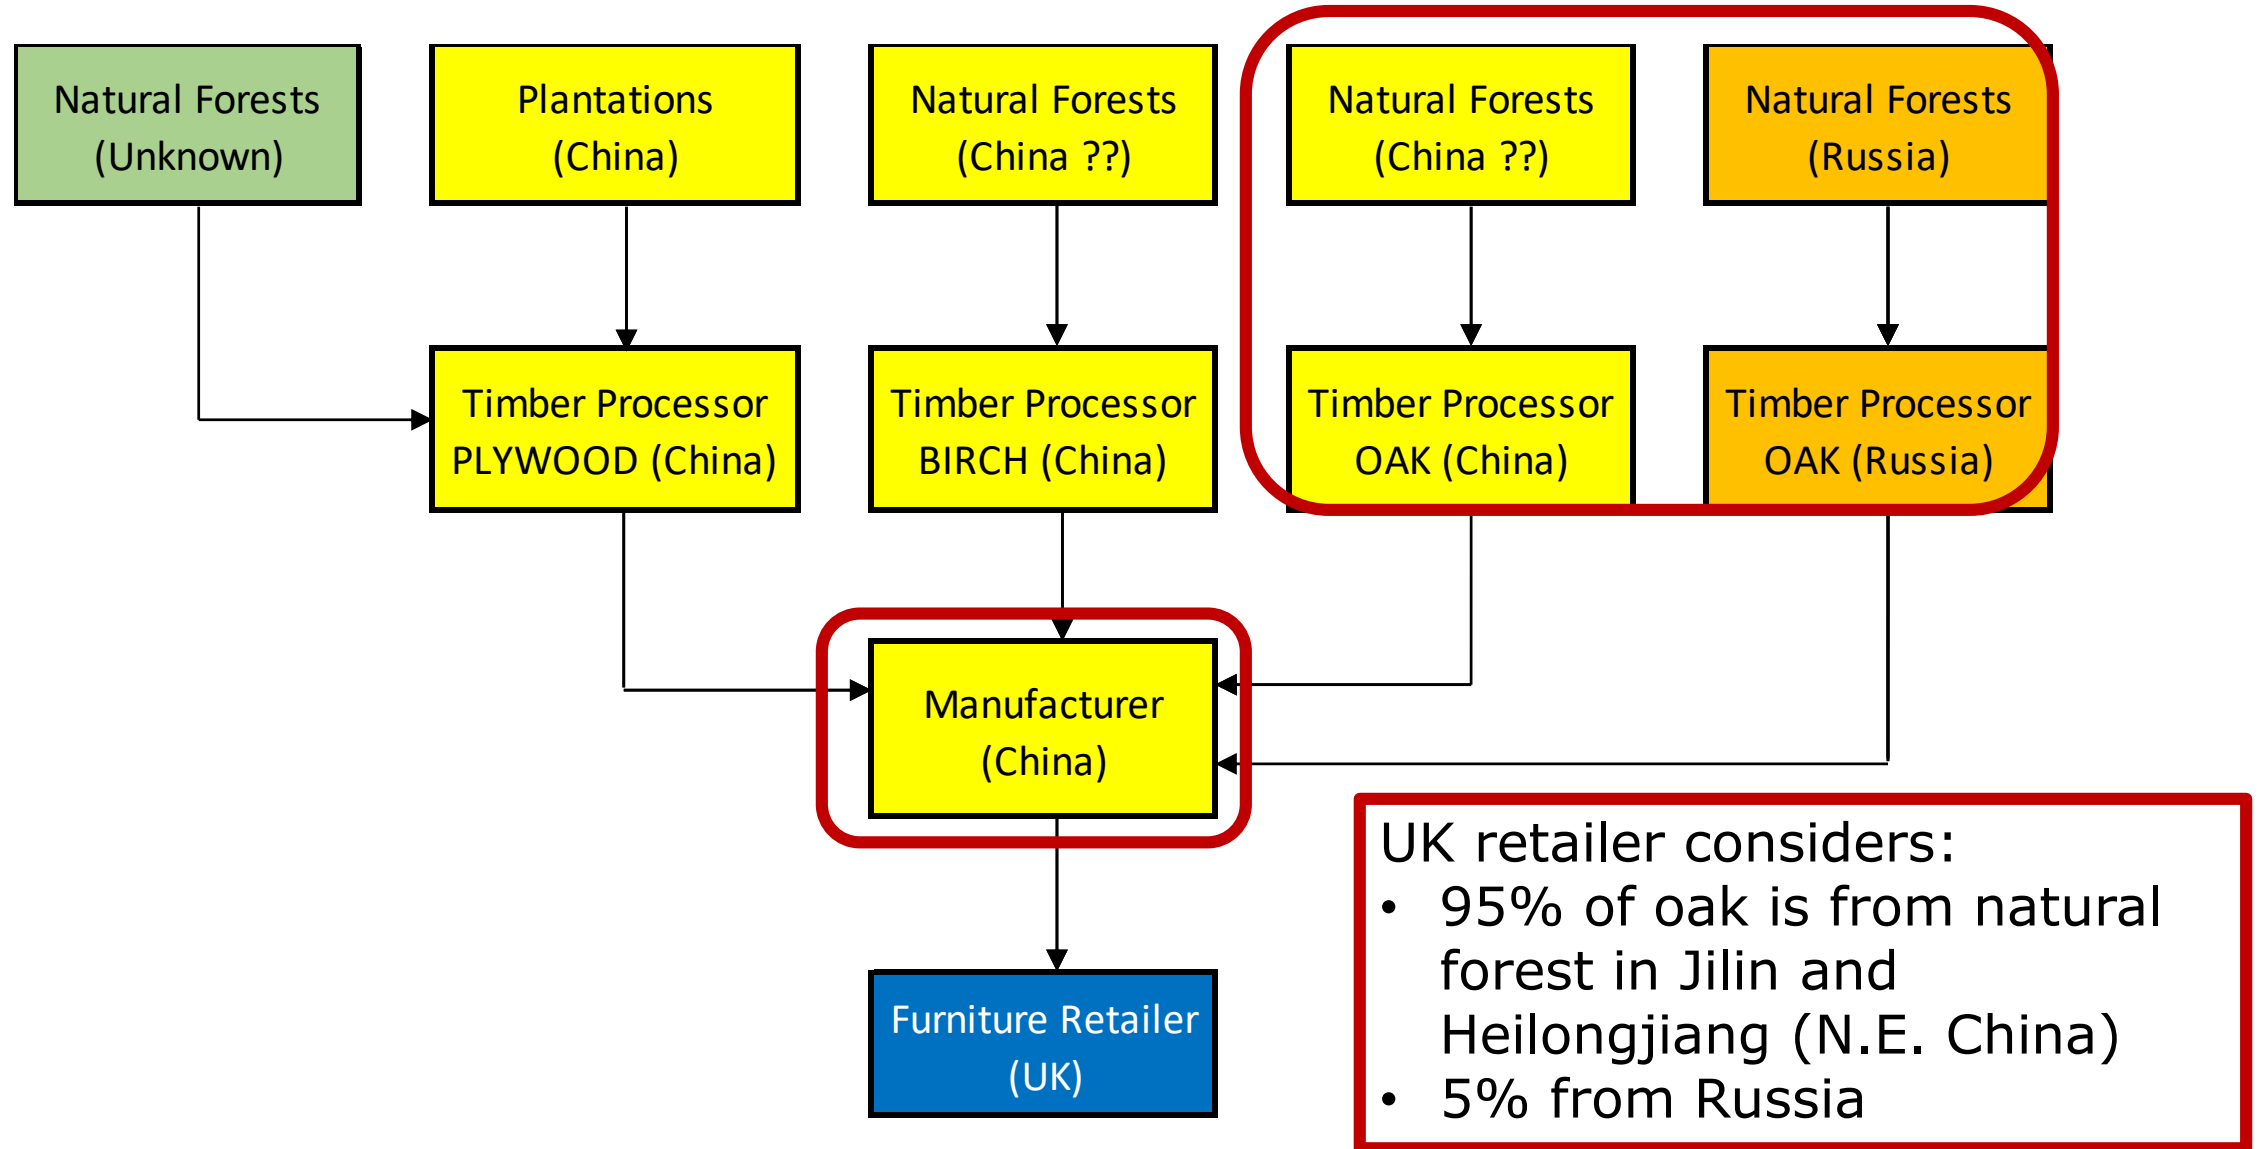 Natural Forests
(Unknown)
Plantations
(China)
Natural Forests
(China ??)
Natural Forests
(China ??)
Natural Forests
(Russia)
Timber Processor
PLYWOOD (China)
Timber Processor
BIRCH (China)
Timber Processor
OAK (China)
Timber Processor
OAK (Russia)
Manufacturer
(China)
Furniture Retailer
(UK)
UK retailer considers:
• 95% of oak is from natural
forest in Jilin and
Heilongjiang (N.E. China)
• 5% from Russia